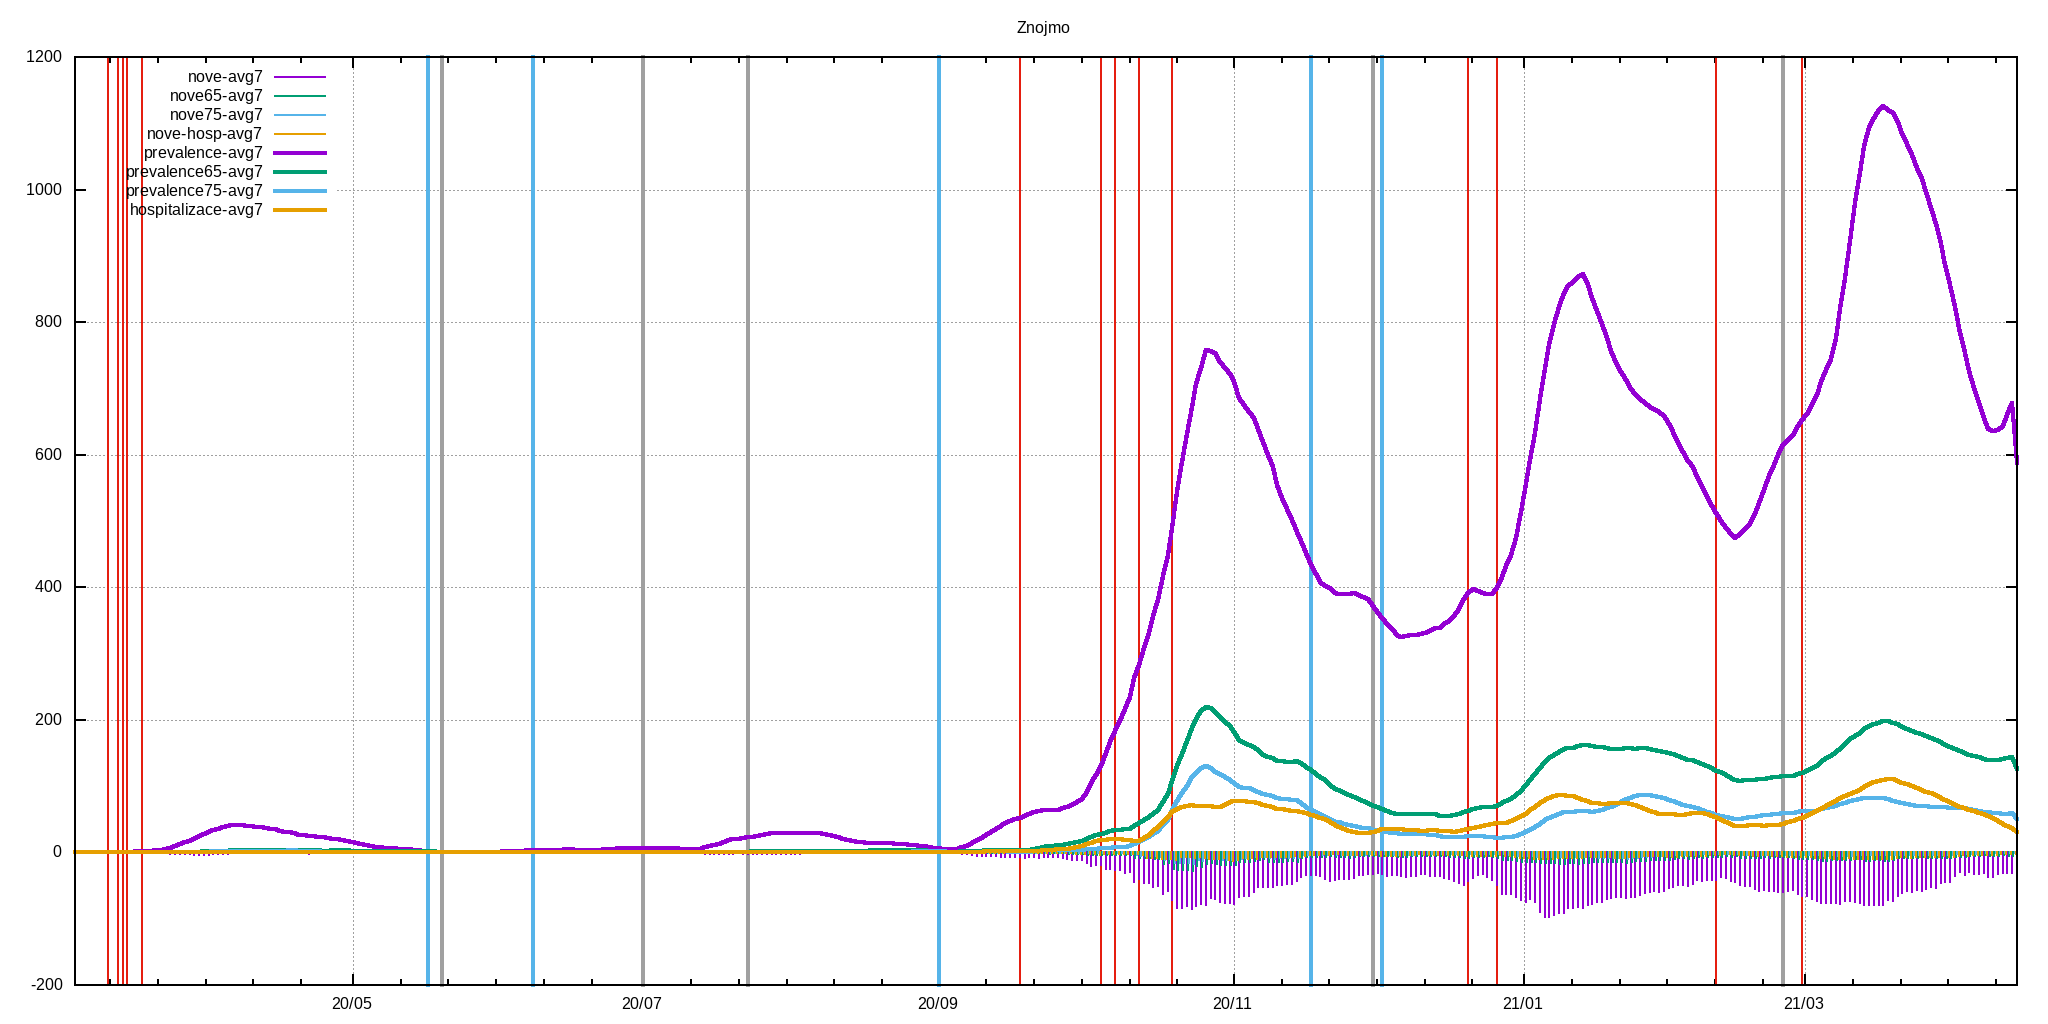 Znojmo
1200
1000
800
600
400
200
0
-200
nove-avg7
nove65-avg7
nove75-avg7
nove-hosp-avg7
prevalence-avg7
prevalence65-avg7
prevalence75-avg7
hospitalizace-avg7
20/05 20/07 20/09 20/11 21/01 21/03